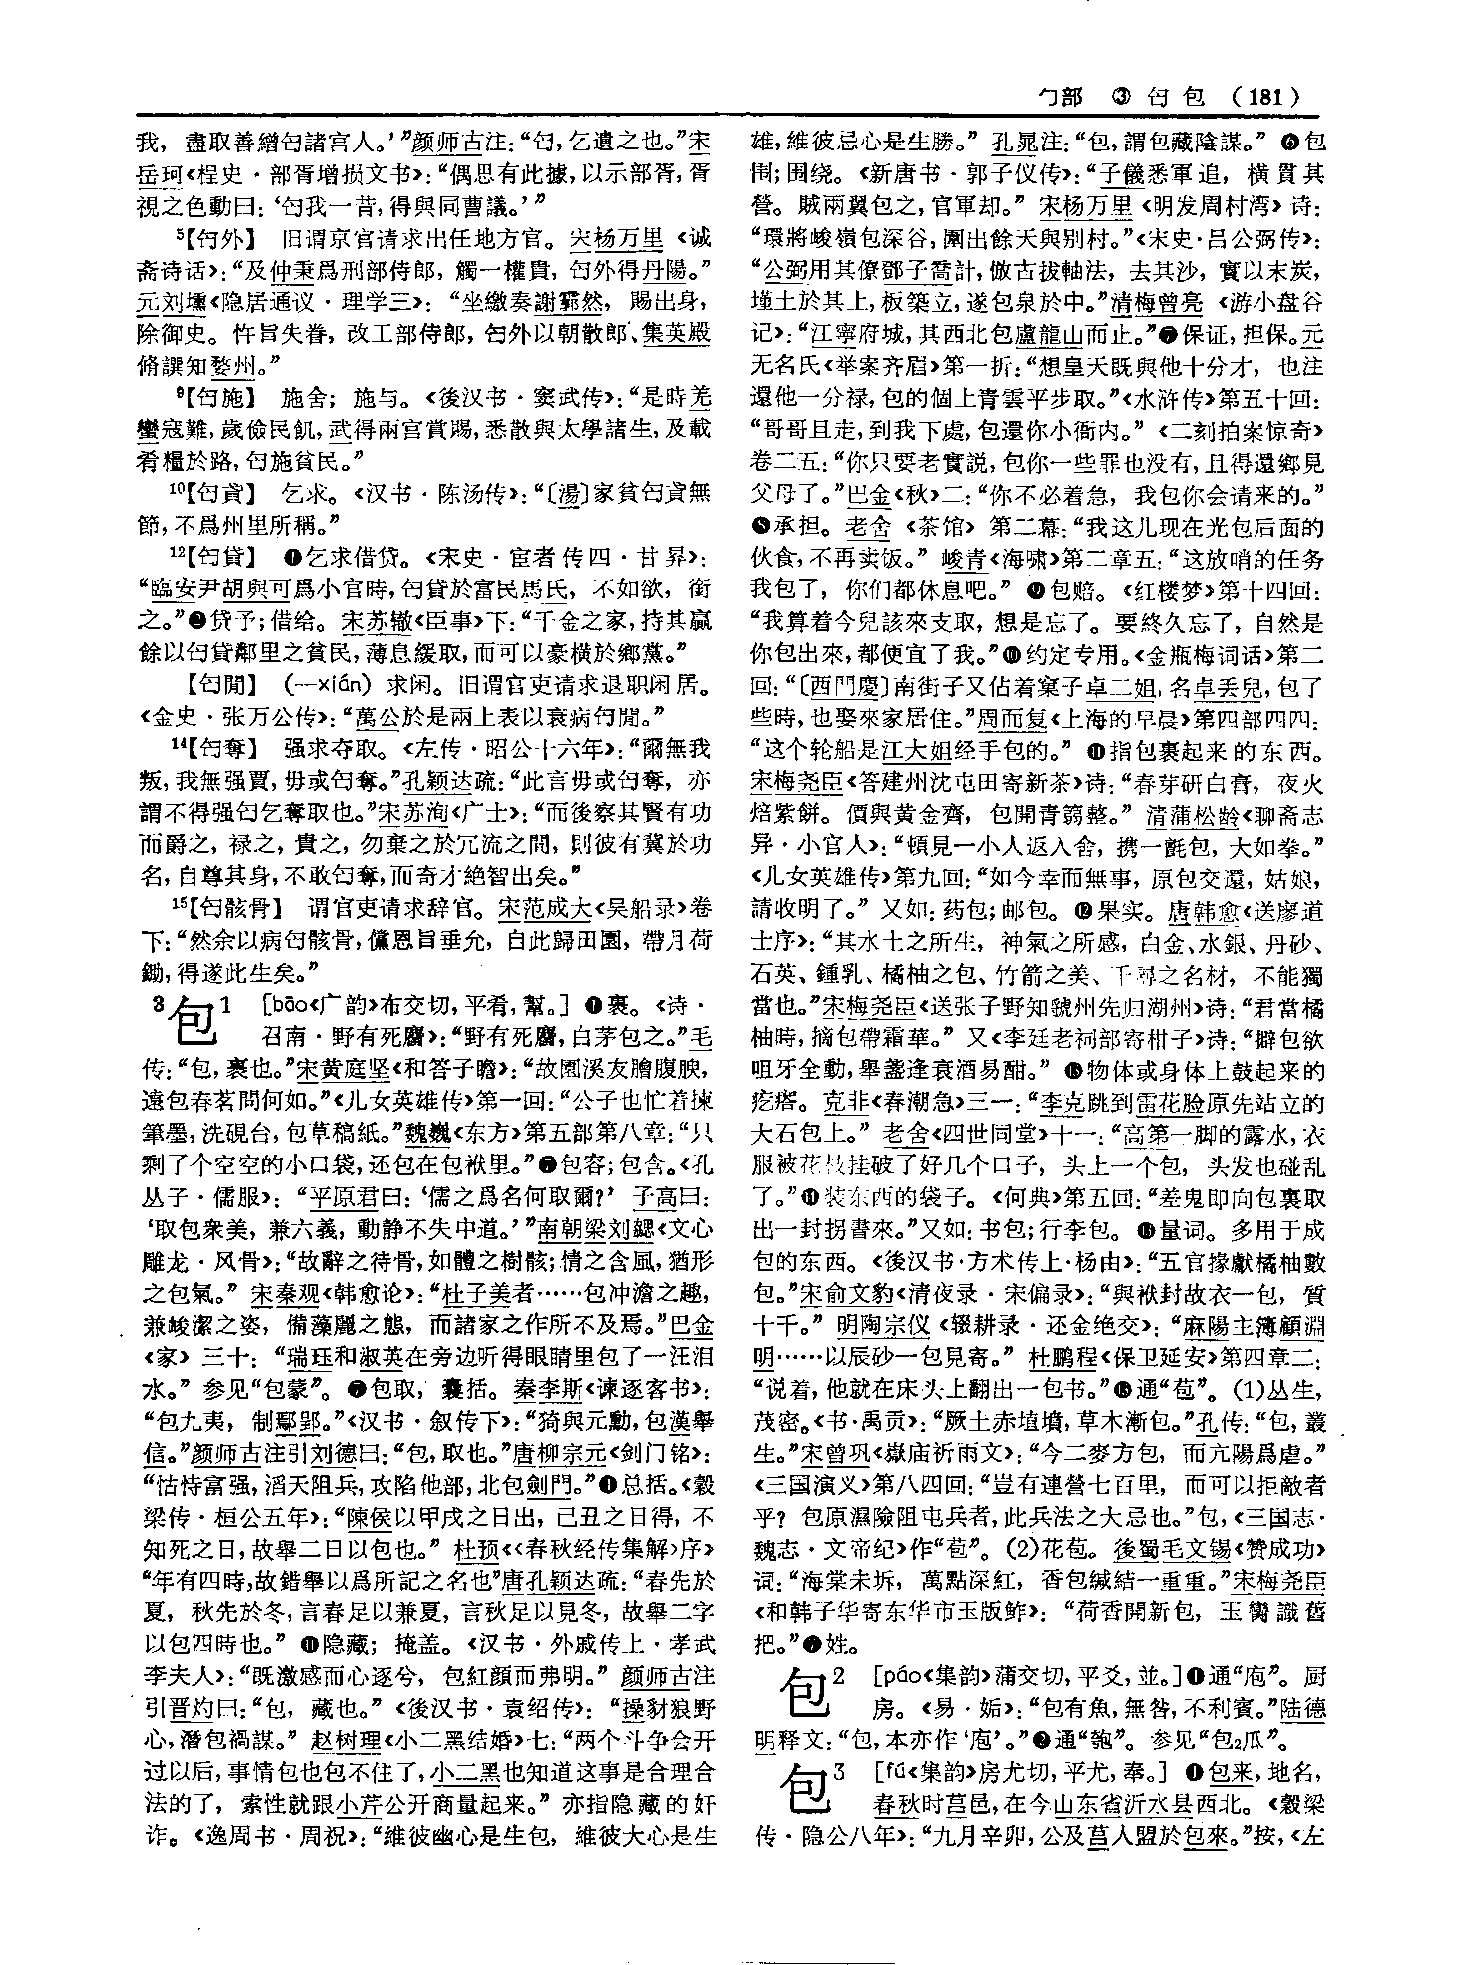 勹部 ③ 匄 包 (181)
我，盡取善繒匄諸宫人。’”颜师古注：“匄，乞遺之也。”宋
岳珂《桯史·部胥增损文书》：“偶思有此據，以示部胥，胥
視之色動曰：‘匄我一昔，得與同曹議。’”
5【匄外】 旧谓京官请求出任地方官。宋杨万里《诚
斋诗话》：“及仲秉爲刑部侍郎，觸一權貴，匄外得丹陽。”
元刘壎《隐居通议·理学三》：“坐繳奏謝霸然，賜出身，
除御史。忤旨失眷，改工部侍郎，匄外以朝散郎、集英殿
脩譔知婺州。”
9【匄施】 施舍；施与。《後汉书·窦武传》：“是時羌
蠻寇難，歲儉民飢，武得兩宫賞賜，悉散與太學諸生，及載
肴糧於路，匄施貧民。”
10【匄貣】 乞求。《汉书·陈汤传》：“〔湯〕家貧匄貣無
節，不爲州里所稱。”
12【匄貸】 ❶乞求借贷。《宋史·宦者传四·甘昪》：
“臨安尹胡與可爲小官時，匄貸於富民馬氏，不如欲，銜
之。”❷贷予；借给。宋苏辙《臣事》下：“千金之家，持其贏
餘以匄貸鄰里之貧民，薄息緩取，而可以豪横於鄉黨。”
【匄閒】 (—xián) 求闲。旧谓官吏请求退职闲居。
《金史·张万公传》：“萬公於是兩上表以衰病匄閒。”
14【匄奪】 强求夺取。《左传·昭公十六年》：“爾無我
叛，我無强賈，毋或匄奪。”孔颖达疏：“此言毋或匄奪，亦
謂不得强匄乞奪取也。”宋苏洵《广士》：“而後察其賢有功
而爵之，禄之，貴之，勿棄之於冗流之間，則彼有冀於功
名，自尊其身，不敢匄奪，而奇才絶智出矣。”
15【匄骸骨】 谓官吏请求辞官。宋范成大《吴船录》卷
下：“然余以病匄骸骨，儻恩旨垂允，自此歸田園，帶月荷
鋤，得遂此生矣。”
3包1 [bāo《广韵》布交切，平肴，幫。] ❶裹。《诗·
召南·野有死麕》：“野有死麕，白茅包之。”毛
传：“包，裹也。”宋黄庭坚《和答子瞻》：“故園溪友膾腹腴，
遠包春茗問何如。”《儿女英雄传》第一回：“公子也忙着揀
筆墨，洗硯台，包草稿紙。”魏巍《东方》第五部第八章：“只
剩了个空空的小口袋，还包在包袱里。”❷包容；包含。《孔
丛子·儒服》：“平原君曰：‘儒之爲名何取爾？’子高曰：
‘取包衆美，兼六義，動静不失中道。’”南朝梁刘勰《文心
雕龙·风骨》：“故辭之待骨，如體之樹骸；情之含風，猶形
之包氣。”宋秦观《韩愈论》：“杜子美者……包冲澹之趣，
兼峻潔之姿，備藻麗之態，而諸家之作所不及焉。”巴金
《家》三十：“瑞珏和淑英在旁边听得眼睛里包了一汪泪
水。”参见“包蒙”。❸包取，囊括。秦李斯《谏逐客书》：
“包九夷，制鄢郢。”《汉书·叙传下》：“猗與元勳，包漢舉
信。”颜师古注引刘德曰：“包，取也。”唐柳宗元《剑门铭》：
“怙恃富强，滔天阻兵，攻陷他部，北包劍門。”❹总括。《穀
梁传·桓公五年》：“陳侯以甲戌之日出，己丑之日得，不
知死之日，故舉二日以包也。”杜预《〈春秋经传集解〉序》
“年有四時，故錯舉以爲所記之名也”唐孔颖达疏：“春先於
夏，秋先於冬，言春足以兼夏，言秋足以見冬，故舉二字
以包四時也。”❺隐藏；掩盖。《汉书·外戚传上·孝武
李夫人》：“既激感而心逐兮，包紅顔而弗明。”颜师古注
引晋灼曰：“包，藏也。”《後汉书·袁绍传》：“操豺狼野
心，潛包禍謀。”赵树理《小二黑结婚》七：“两个斗争会开
过以后，事情包也包不住了，小二黑也知道这事是合理合
法的了，索性就跟小芹公开商量起来。”亦指隐藏的奸
诈。《逸周书·周祝》：“維彼幽心是生包，維彼大心是生
雄，維彼忌心是生勝。”孔晁注：“包，謂包藏陰謀。”❻包
围；围绕。《新唐书·郭子仪传》：“子儀悉軍追，横貫其
營。賊兩翼包之，官軍却。”宋杨万里《明发周村湾》诗：
“環將峻嶺包深谷，圍出餘天與别村。”《宋史·吕公弼传》：
“公弼用其僚鄧子喬計，倣古拔軸法，去其沙，實以末炭，
墐土於其上，板築立，遂包泉於中。”清梅曾亮《游小盘谷
记》：“江寧府城，其西北包盧龍山而止。”❼保证，担保。元
无名氏《举案齐眉》第一折：“想皇天既與他十分才，也注
還他一分禄，包的個上青雲平步取。”《水浒传》第五十回：
“哥哥且走，到我下處，包還你小衙内。”《二刻拍案惊奇》
卷二五：“你只要老實説，包你一些罪也没有，且得還鄉見
父母了。”巴金《秋》二：“你不必着急，我包你会请来的。”
❽承担。老舍《茶馆》第二幕：“我这儿现在光包后面的
伙食，不再卖饭。”峻青《海啸》第二章五：“这放哨的任务
我包了，你们都休息吧。”❾包赔。《红楼梦》第十四回：
“我算着今兒該來支取，想是忘了。要終久忘了，自然是
你包出來，都便宜了我。”❿约定专用。《金瓶梅词话》第二
回：“〔西門慶〕南街子又佔着窠子卓二姐，名卓丟兒，包了
些時，也娶來家居住。”周而复《上海的早晨》第四部四四：
“这个轮船是江大姐经手包的。”⓫指包裹起来的东西。
宋梅尧臣《答建州沈屯田寄新茶》诗：“春芽研白膏，夜火
焙紫餅。價與黄金齊，包開青篛整。”清蒲松龄《聊斋志
异·小官人》：“頓見一小人返入舍，携一氈包，大如拳。”
《儿女英雄传》第九回：“如今幸而無事，原包交還，姑娘，
請收明了。”又如：药包；邮包。⓬果实。唐韩愈《送廖道
士序》：“其水土之所生，神氣之所感，白金、水銀、丹砂、
石英、鍾乳、橘柚之包、竹箭之美、千尋之名材，不能獨
當也。”宋梅尧臣《送张子野知虢州先归湖州》诗：“君當橘
柚時，摘包帶霜華。”又《李廷老祠部寄柑子》诗：“擗包欲
咀牙全動，舉盞逢衰酒易酣。”⓭物体或身体上鼓起来的
疙瘩。克非《春潮急》三一：“李克跳到雷花脸原先站立的
大石包上。”老舍《四世同堂》十一：“高第一脚的露水，衣
服被花枝挂破了好几个口子，头上一个包，头发也碰乱
了。”⓮装东西的袋子。《何典》第五回：“差鬼即向包裏取
出一封拐書來。”又如：书包；行李包。⓯量词。多用于成
包的东西。《後汉书·方术传上·杨由》：“五官掾獻橘柚數
包。”宋俞文豹《清夜录·宋偏录》：“與袱封故衣一包，質
十千。”明陶宗仪《辍耕录·还金绝交》：“麻陽主簿顧淵
明……以辰砂一包見寄。”杜鹏程《保卫延安》第四章二：
“说着，他就在床头上翻出一包书。”⓰通“苞”。(1)丛生，
茂密。《书·禹贡》：“厥土赤埴墳，草木漸包。”孔传：“包，叢
生。”宋曾巩《嶽庙祈雨文》：“今二麥方包，而亢陽爲虐。”
《三国演义》第八四回：“豈有連營七百里，而可以拒敵者
乎？包原濕險阻屯兵者，此兵法之大忌也。”包，《三国志·
魏志·文帝纪》作“苞”。(2)花苞。後蜀毛文锡《赞成功》
词：“海棠未坼，萬點深紅，香包緘結一重重。”宋梅尧臣
《和韩子华寄东华市玉版鲊》：“荷香開新包，玉臠識舊
把。”⓱姓。
包2 [páo《集韵》蒲交切，平爻，並。]❶通“庖”。厨
房。《易·姤》：“包有魚，無咎，不利賓。”陆德
明释文：“包，本亦作‘庖’。”❷通“匏”。参见“包2瓜”。
包3 [fú《集韵》房尤切，平尤，奉。] ❶包来，地名，
春秋时莒邑，在今山东省沂水县西北。《穀梁
传·隐公八年》：“九月辛卯，公及莒人盟於包來。”按，《左